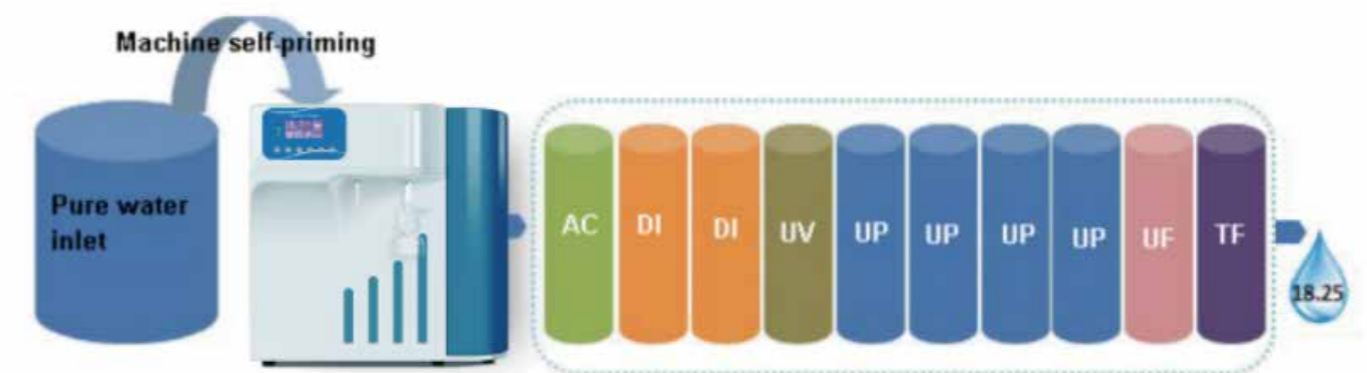 Machine self-priming
Pure water
inlet
AC
DI
DI
UV
UP
UP
UP
UP
UF
TF
18.25